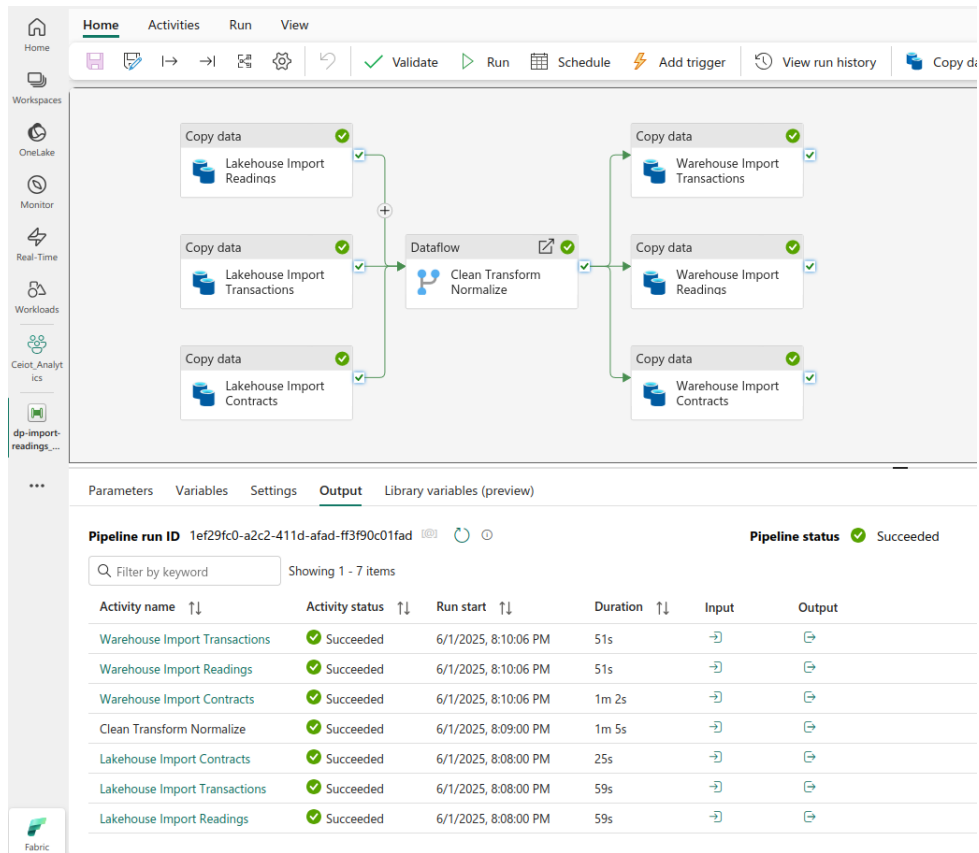 Home
Workspaces
OneLake
Monitor
Real-Time
Workloads
Ceiot_Analyt
ics
dp-import-
readings_...
Fabric
Home Activities Run View
Validate Run Schedule Add trigger View run history Copy da
Copy data
Lakehouse Import
Readings
Copy data
Lakehouse Import
Transactions
Copy data
Lakehouse Import
Contracts
Dataflow
Clean Transform
Normalize
Copy data
Warehouse Import
Transactions
Copy data
Warehouse Import
Readings
Copy data
Warehouse Import
Contracts
Parameters Variables Settings Output Library variables (preview)
Pipeline run ID 1ef29fc0-a2c2-411d-afad-ff3f90c01fad Pipeline status Succeeded
Filter by keyword Showing 1 - 7 items
Activity name Activity status Run start Duration Input Output
Warehouse Import Transactions Succeeded 6/1/2025, 8:10:06 PM 51s
Warehouse Import Readings Succeeded 6/1/2025, 8:10:06 PM 51s
Warehouse Import Contracts Succeeded 6/1/2025, 8:10:06 PM 1m 2s
Clean Transform Normalize Succeeded 6/1/2025, 8:09:00 PM 1m 5s
Lakehouse Import Contracts Succeeded 6/1/2025, 8:08:00 PM 25s
Lakehouse Import Transactions Succeeded 6/1/2025, 8:08:00 PM 59s
Lakehouse Import Readings Succeeded 6/1/2025, 8:08:00 PM 59s